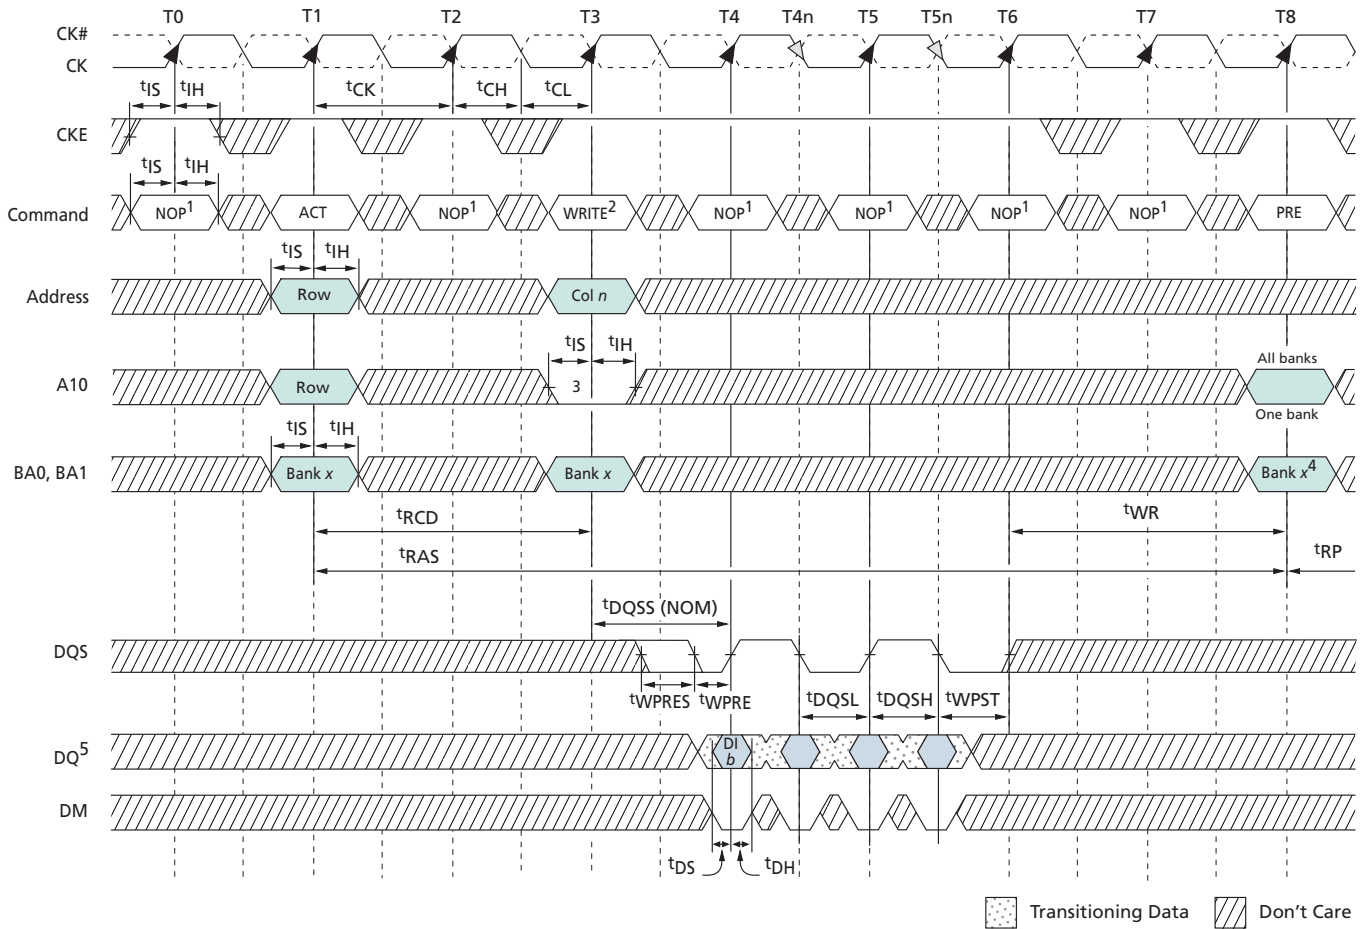 T0 T1 T2 T3 T4 T4n T5 T5n T6 T7 T8
CK#
CK
tIS tIH tCK tCH tCL
CKE
tIS tIH
Command NOP1 ACT NOP1 WRITE2 NOP1 NOP1 NOP1 NOP1 PRE
tIS tIH
Address Row Col n
tIS tIH
All banks
A10 Row 3
One bank
tIS tIH
BA0, BA1 Bank x Bank x Bank x4
tRCD tWR
tRAS tRP
tDQSS (NOM)
DQS
tWPRES tWPRE tDQSL tDQSH tWPST
DQ5 DI
b
DM
tDS tDH
Transitioning Data Don't Care